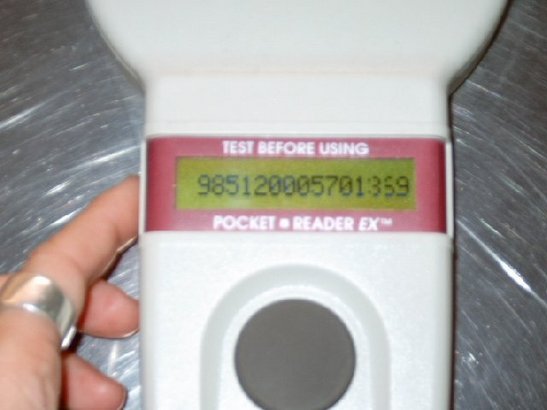 TEST BEFORE USING
985120005701369
POCKET ● READER EX™